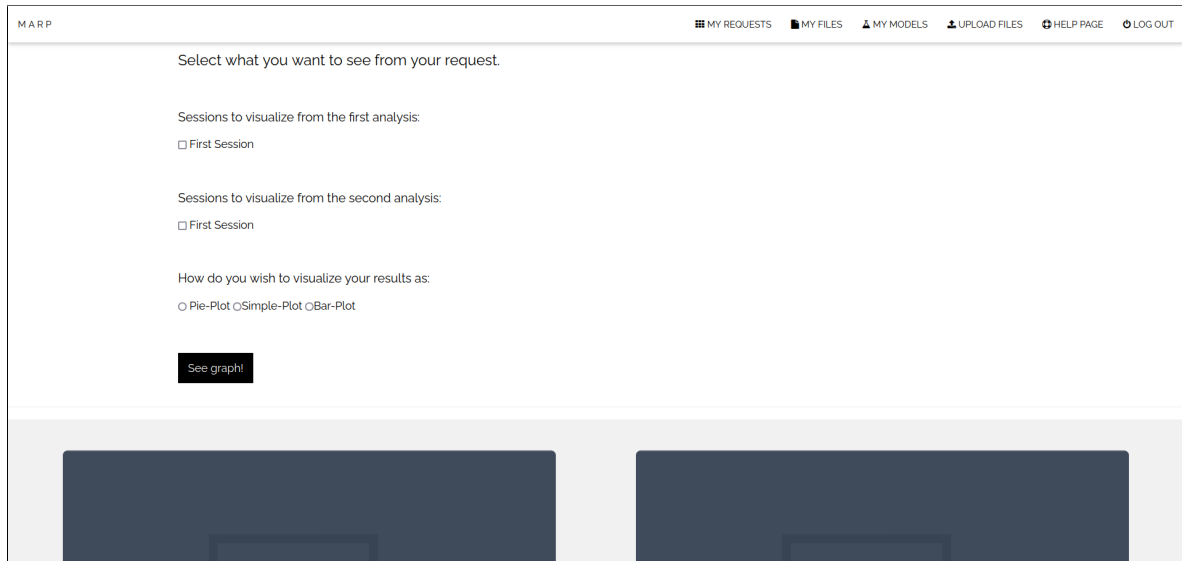 MARP MY REQUESTS MY FILES MY MODELS UPLOAD FILES HELP PAGE LOG OUT
Select what you want to see from your request.
Sessions to visualize from the first analysis:
First Session
Sessions to visualize from the second analysis:
First Session
How do you wish to visualize your results as:
Pie-Plot Simple-Plot Bar-Plot
See graph!